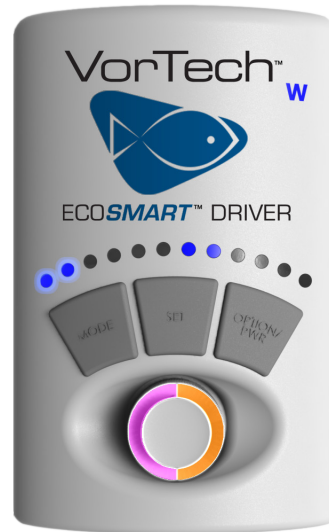 VorTech™
W
ECOSMART™ DRIVER
MODE
SET
OPTION/
PWR